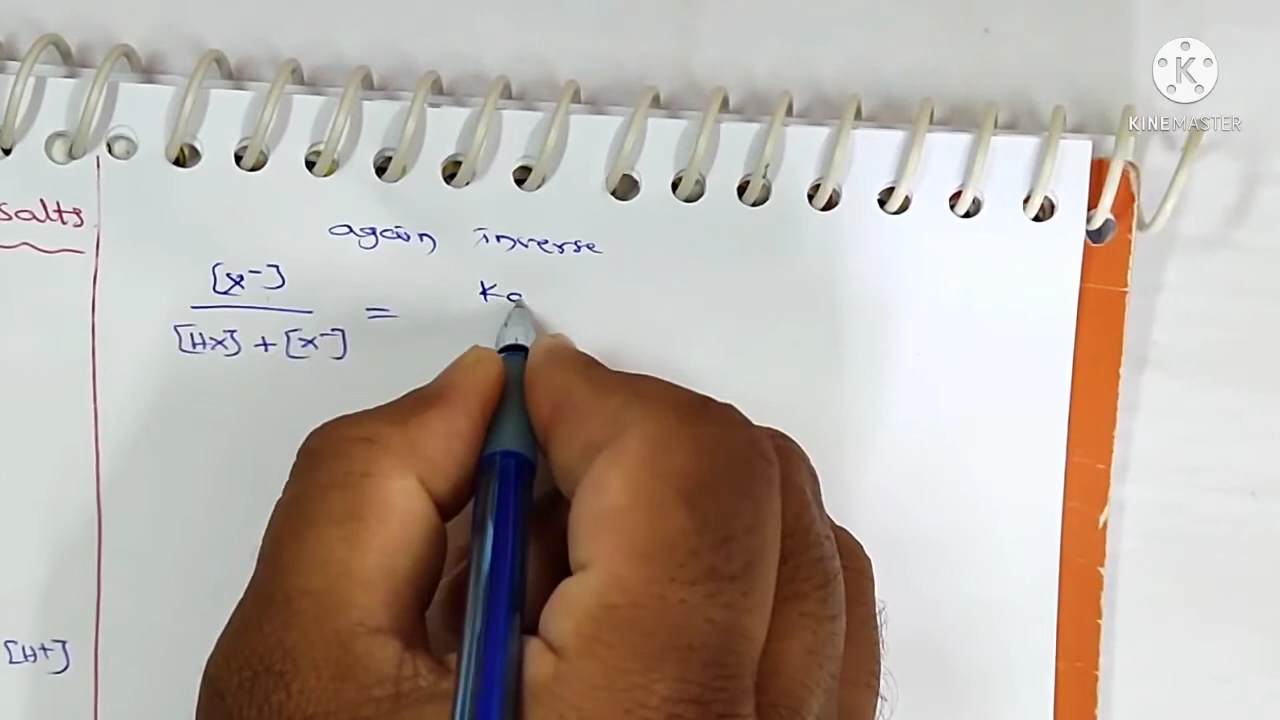 salts
again inverse
[X⁻]
Ka
[HX] + [X⁻] =
[H+]
KINEMASTER